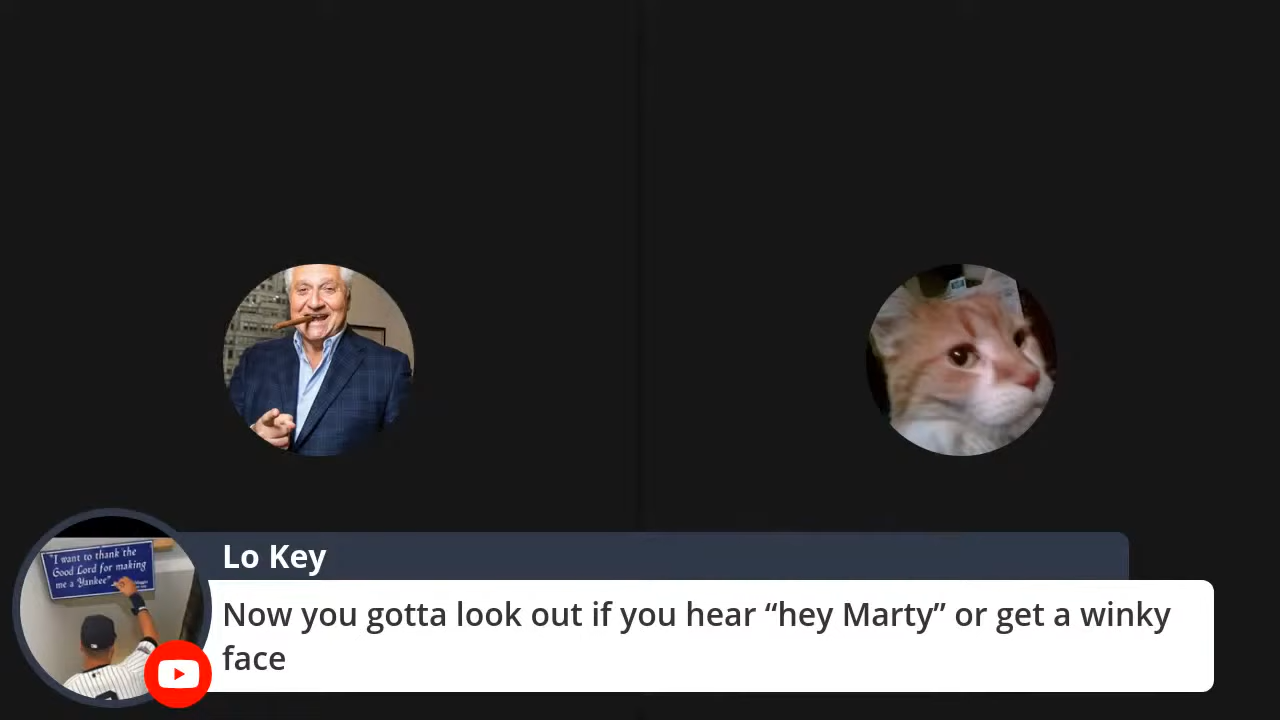 Lo Key
Now you gotta look out if you hear “hey Marty” or get a winky
face
"I want to thank the
Good Lord for making
me a Yankee"